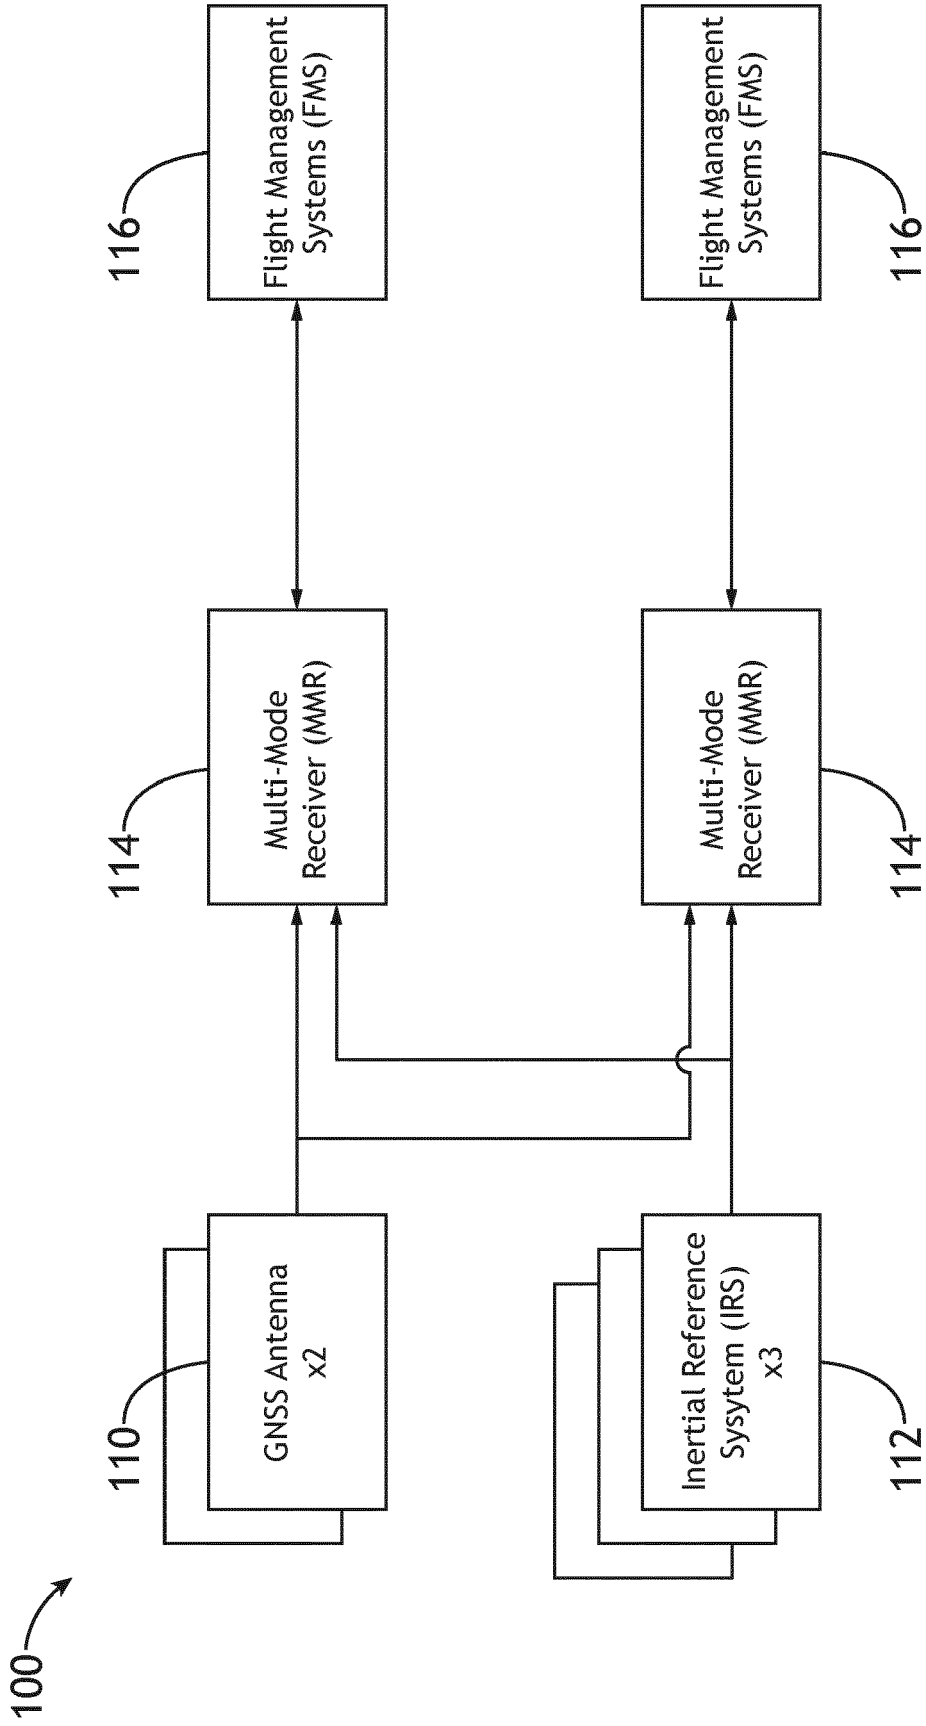 100
110
GNSS Antenna
x2
114
Multi-Mode
Receiver (MMR)
116
Flight Management
Systems (FMS)
Inertial Reference
Sysytem (IRS)
x3
112
Multi-Mode
Receiver (MMR)
114
Flight Management
Systems (FMS)
116